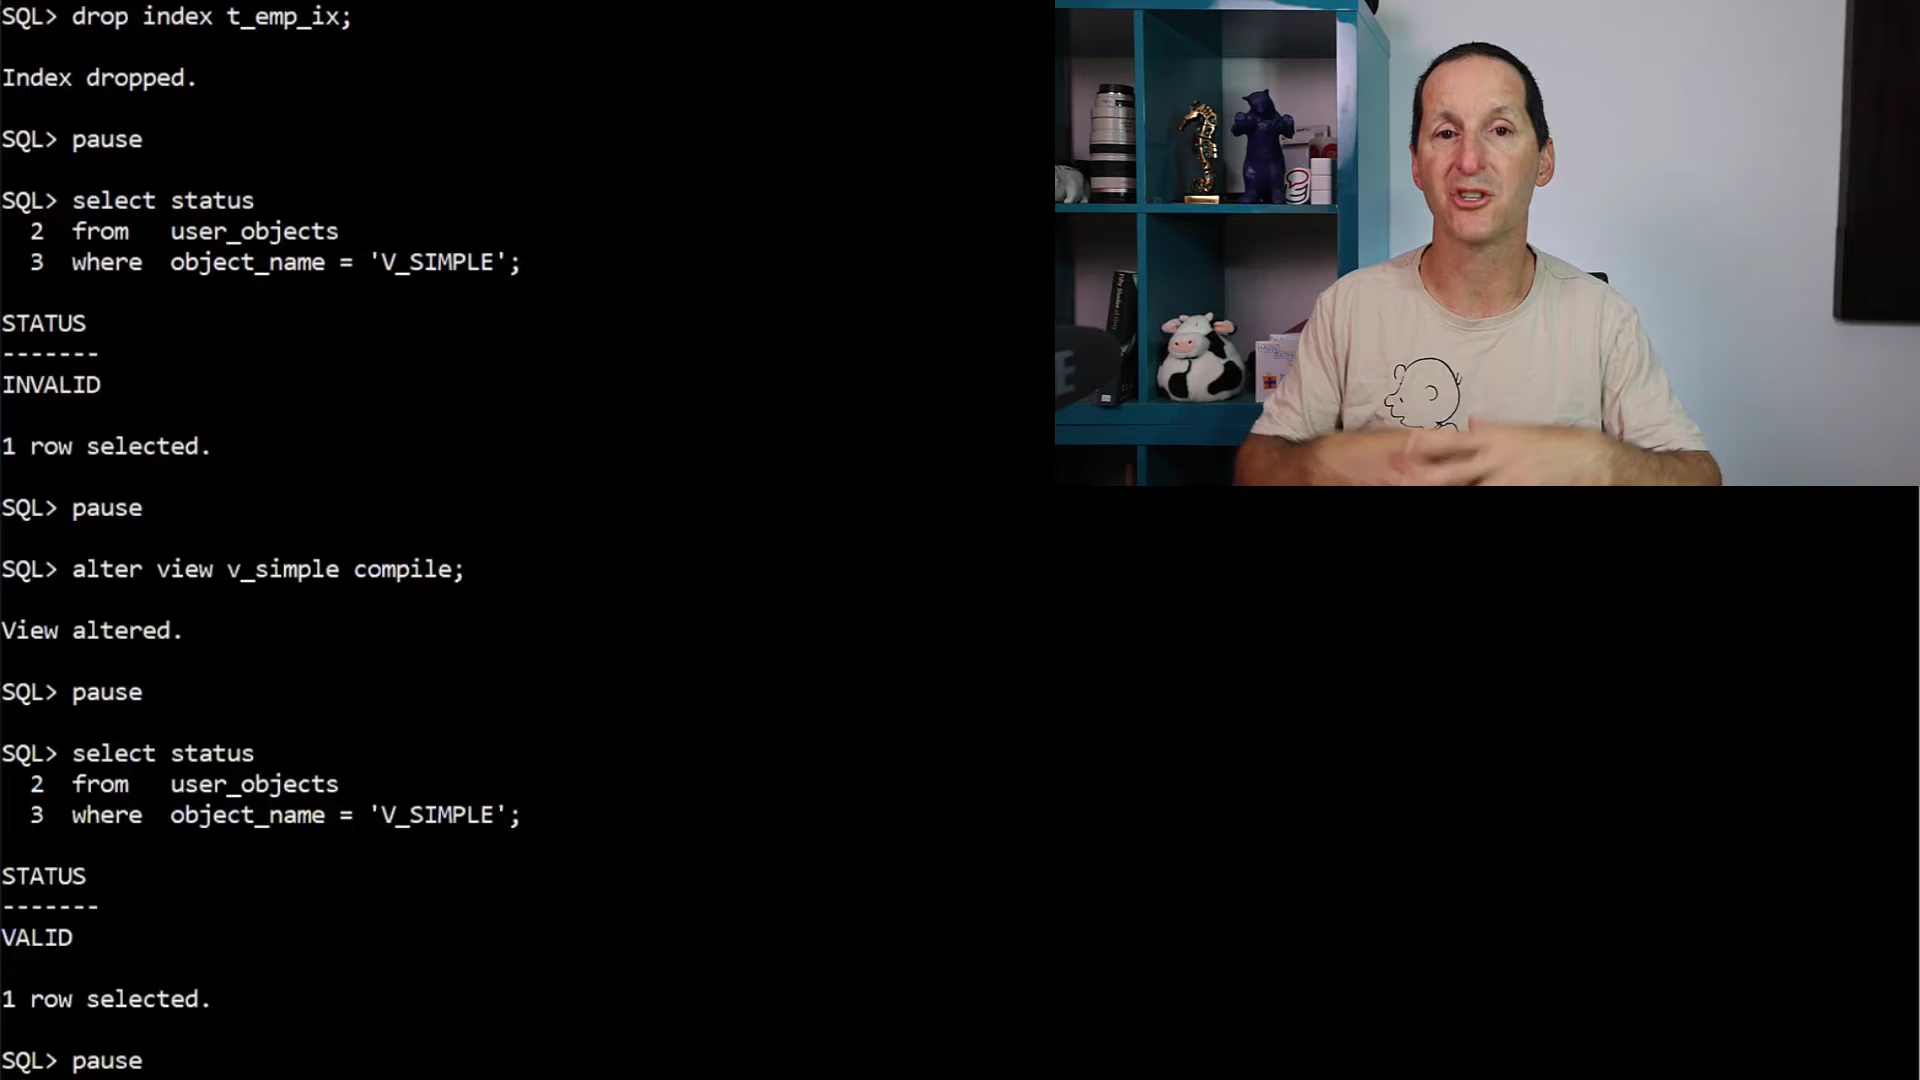 SQL> drop index t_emp_ix;
Index dropped.
SQL> pause
SQL> select status
2 from user_objects
3 where object_name = 'V_SIMPLE';
STATUS
-------
INVALID
1 row selected.
SQL> pause
SQL> alter view v_simple compile;
View altered.
SQL> pause
SQL> select status
2 from user_objects
3 where object_name = 'V_SIMPLE';
STATUS
-------
VALID
1 row selected.
SQL> pause